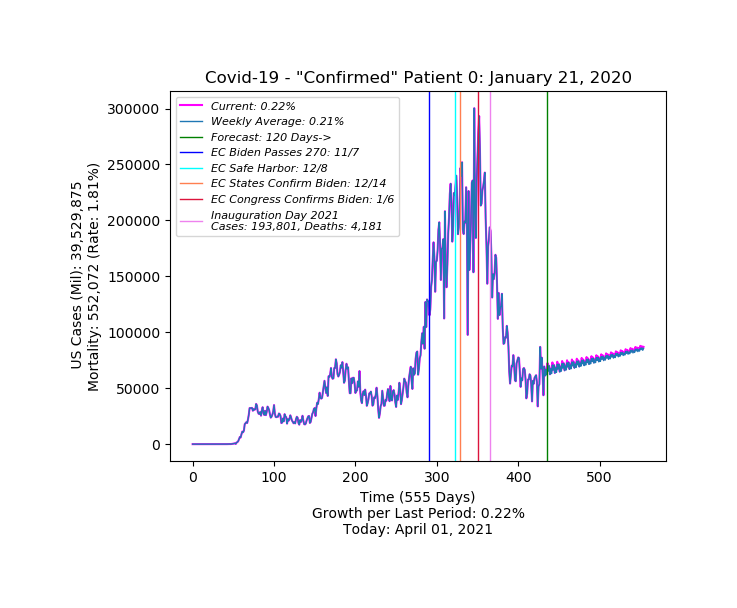 Covid-19 - "Confirmed" Patient 0: January 21, 2020
US Cases (Mil): 39,529,875
Mortality: 552,072 (Rate: 1.81%)
300000
250000
200000
150000
100000
50000
0
Current: 0.22%
Weekly Average: 0.21%
Forecast: 120 Days->
EC Biden Passes 270: 11/7
EC Safe Harbor: 12/8
EC States Confirm Biden: 12/14
EC Congress Confirms Biden: 1/6
Inauguration Day 2021
Cases: 193,801, Deaths: 4,181
0 100 200 300 400 500
Time (555 Days)
Growth per Last Period: 0.22%
Today: April 01, 2021